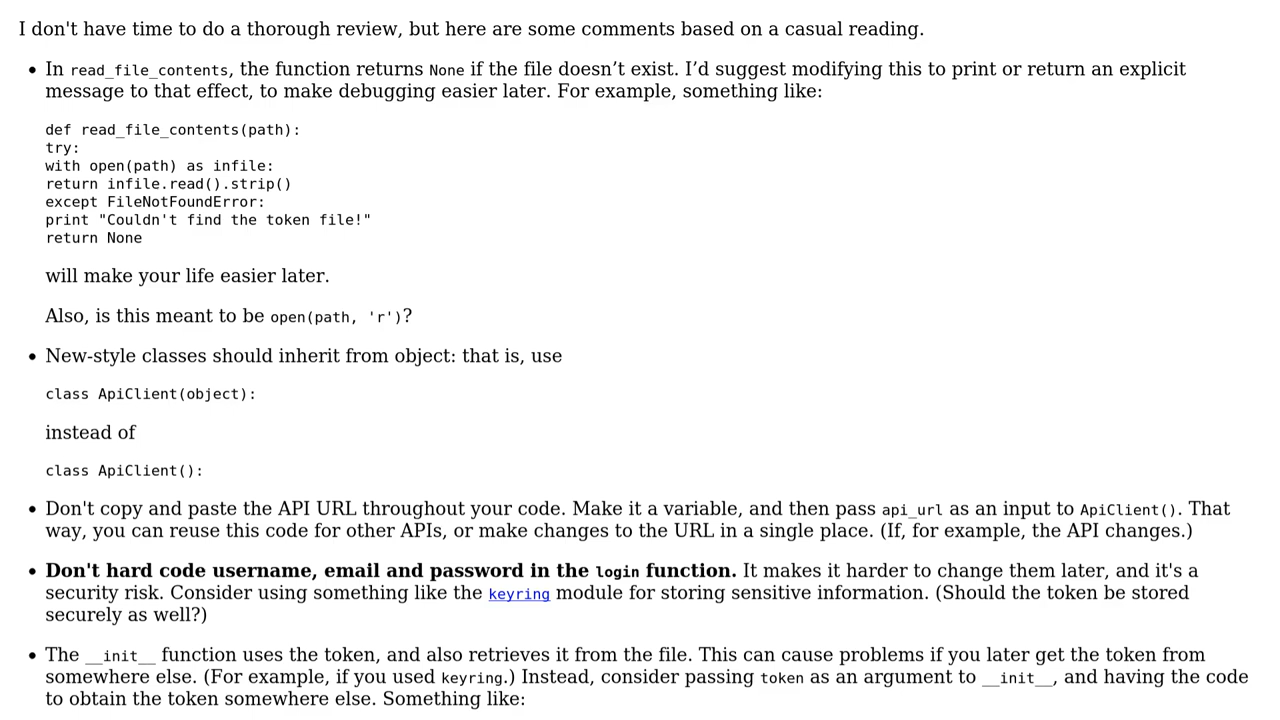 I don't have time to do a thorough review, but here are some comments based on a casual reading.
• In read_file_contents, the function returns None if the file doesn’t exist. I’d suggest modifying this to print or return an explicit
message to that effect, to make debugging easier later. For example, something like:
def read_file_contents(path):
try:
with open(path) as infile:
return infile.read().strip()
except FileNotFoundError:
print "Couldn't find the token file!"
return None
will make your life easier later.
Also, is this meant to be open(path, 'r')?
• New-style classes should inherit from object: that is, use
class ApiClient(object):
instead of
class ApiClient():
• Don't copy and paste the API URL throughout your code. Make it a variable, and then pass api_url as an input to ApiClient(). That
way, you can reuse this code for other APIs, or make changes to the URL in a single place. (If, for example, the API changes.)
• Don't hard code username, email and password in the login function. It makes it harder to change them later, and it's a
security risk. Consider using something like the keyring module for storing sensitive information. (Should the token be stored
securely as well?)
• The __init__ function uses the token, and also retrieves it from the file. This can cause problems if you later get the token from
somewhere else. (For example, if you used keyring.) Instead, consider passing token as an argument to __init__, and having the code
to obtain the token somewhere else. Something like: